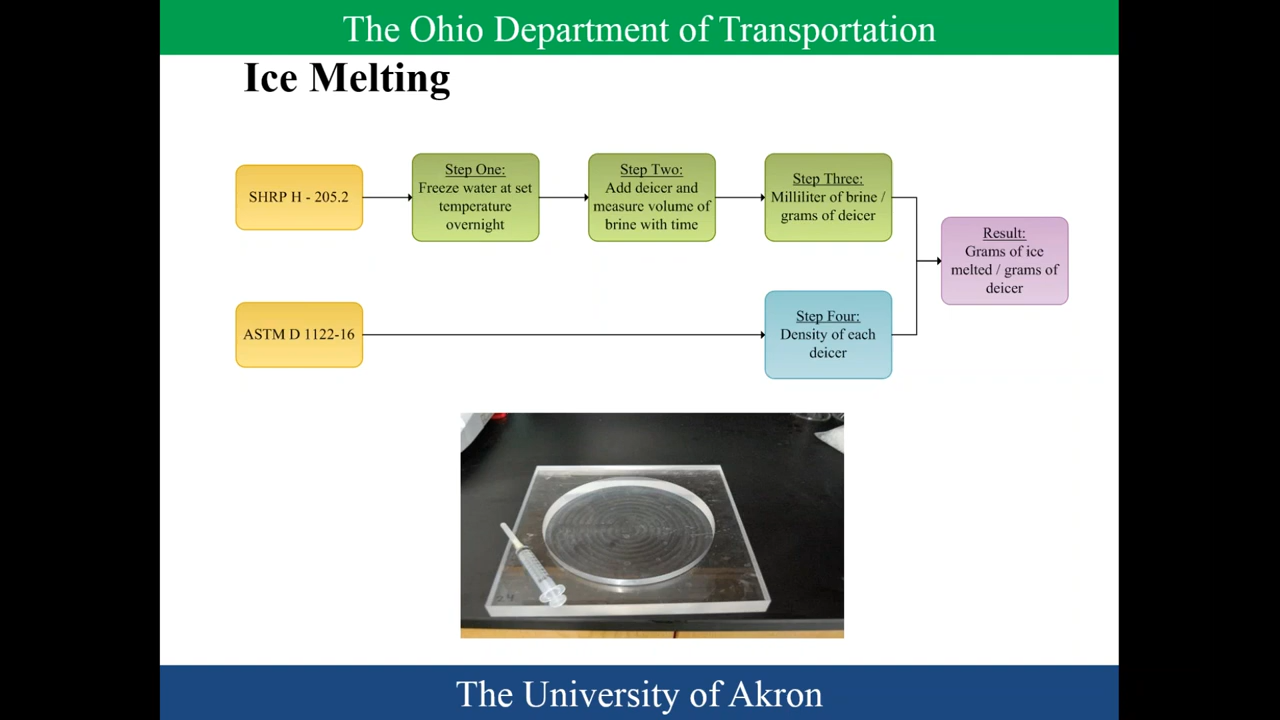 The Ohio Department of Transportation
Ice Melting
SHRP H - 205.2
Step One:
Freeze water at set
temperature
overnight
Step Two:
Add deicer and
measure volume of
brine with time
Step Three:
Milliliter of brine /
grams of deicer
Result:
Grams of ice
melted / grams of
deicer
ASTM D 1122-16
Step Four:
Density of each
deicer
The University of Akron